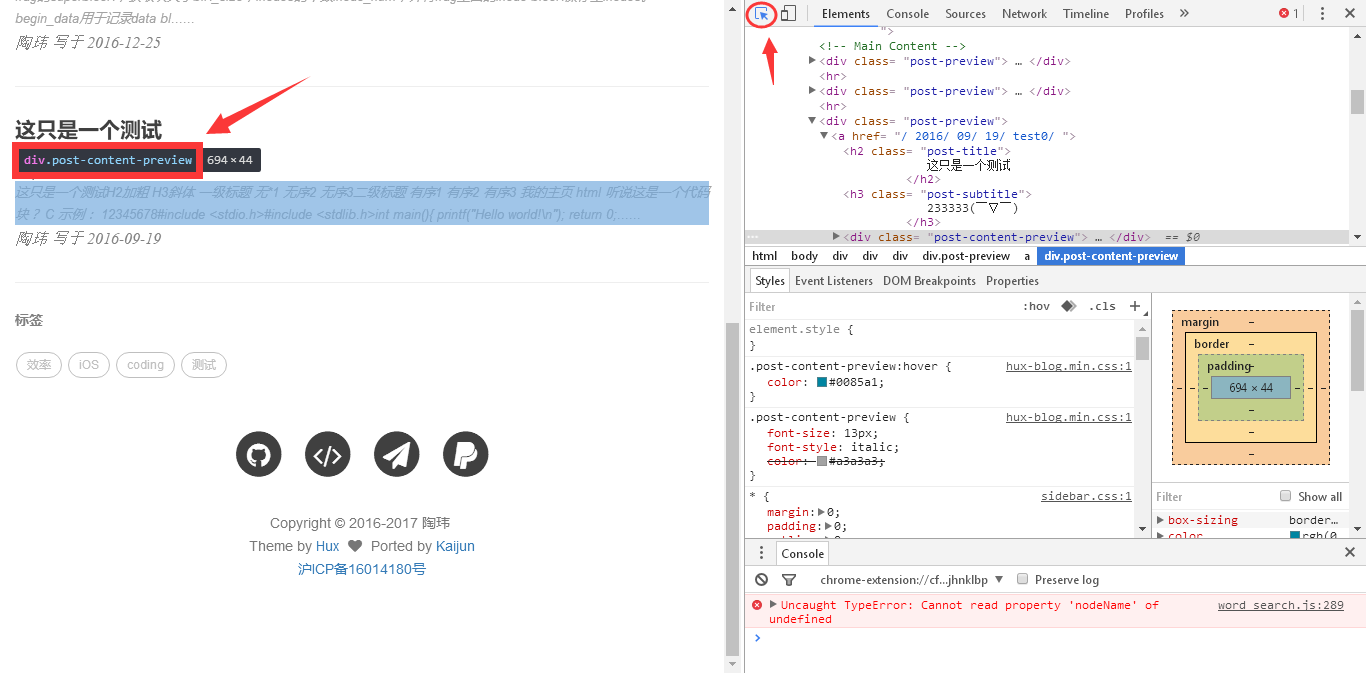 begin_data用于记录data bl……
陶玮 写于 2016-12-25
这只是一个测试
div.post-content-preview 694 × 44
这只是一个测试H2加粗 H3斜体 一级标题 无*1 无序2 无序3二级标题 有序1 有序2 有序3 我的主页 html 听说这是一个代码
块？ C 示例： 12345678#include <stdio.h>#include <stdlib.h>int main(){ printf("Hello world!\n"); return 0;……
陶玮 写于 2016-09-19
标签
效率 iOS coding 测试
Copyright © 2016-2017 陶玮
Theme by Hux Ported by Kaijun
沪ICP备16014180号
Elements Console Sources Network Timeline Profiles » 1
">
<!-- Main Content -->
<div class= "post-preview"> … </div>
<hr>
<div class= "post-preview"> … </div>
<hr>
<div class= "post-preview">
<a href= "/ 2016/ 09/ 19/ test0/ ">
<h2 class= "post-title">
这只是一个测试
</h2>
<h3 class= "post-subtitle">
233333(￣▽￣)
</h3>
<div class= "post-content-preview"> … </div> == $0
html body div div div div.post-preview a div.post-content-preview
Styles Event Listeners DOM Breakpoints Properties
Filter :hov .cls +
element.style {
}
.post-content-preview:hover { hux-blog.min.css:1
color: #0085a1;
}
.post-content-preview { hux-blog.min.css:1
font-size: 13px;
font-style: italic;
color: #a3a3a3;
}
* { sidebar.css:1
margin: 0;
padding: 0;
margin –
border –
padding –
694 × 44
Filter Show all
box-sizing border…
color rgb(0
Console
chrome-extension://cf…jhnklbp Preserve log
Uncaught TypeError: Cannot read property 'nodeName' of word_search.js:289
undefined